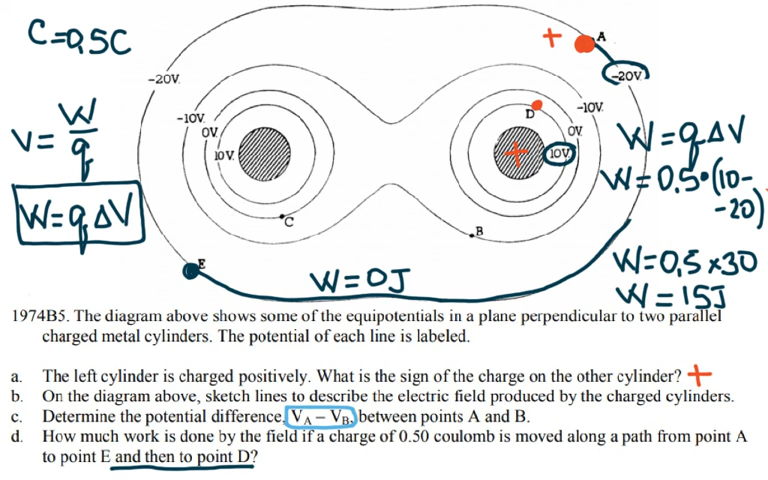 C=0,5C
+
A
-20V.
-20V
-10V.
-10V.
D
0V.
0V
V=W/q
10V.
+
10V
W=q∆V
W=0,5•(10-
-20)
W=q∆V
C
B
E
W=0J
W=0,5×30
W=15J
1974B5. The diagram above shows some of the equipotentials in a plane perpendicular to two parallel
charged metal cylinders. The potential of each line is labeled.
a. The left cylinder is charged positively. What is the sign of the charge on the other cylinder? +
b. On the diagram above, sketch lines to describe the electric field produced by the charged cylinders.
c. Determine the potential difference, VA – VB, between points A and B.
d. How much work is done by the field if a charge of 0.50 coulomb is moved along a path from point A
to point E and then to point D?